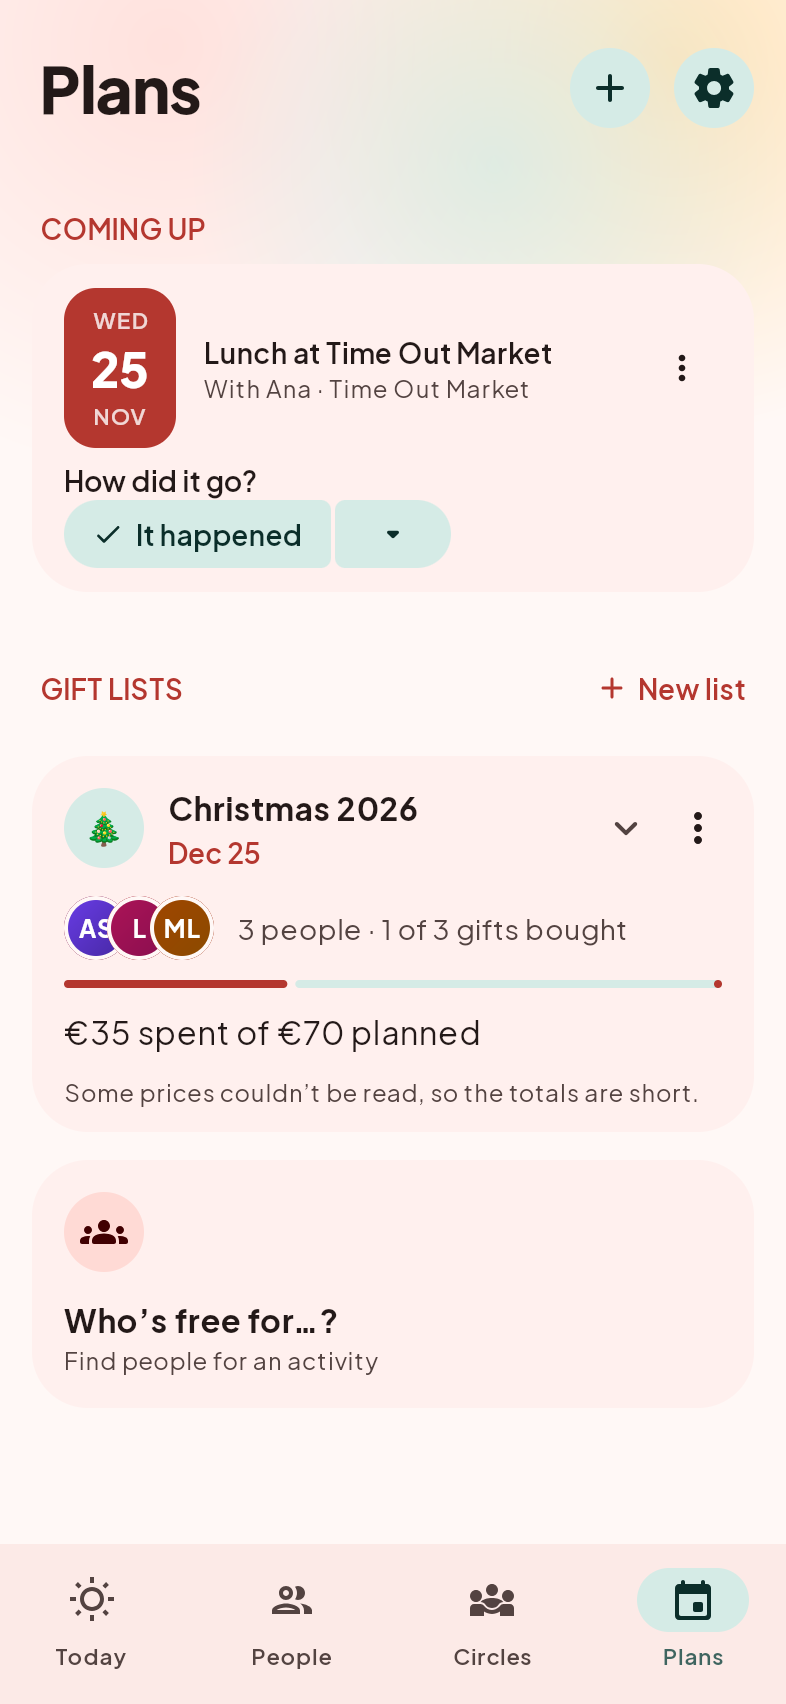 Plans
COMING UP
WED
25
NOV
Lunch at Time Out Market
With Ana · Time Out Market
How did it go?
It happened
GIFT LISTS
+ New list
Christmas 2026
Dec 25
AS L ML 3 people · 1 of 3 gifts bought
€35 spent of €70 planned
Some prices couldn’t be read, so the totals are short.
Who’s free for…?
Find people for an activity
Today People Circles Plans